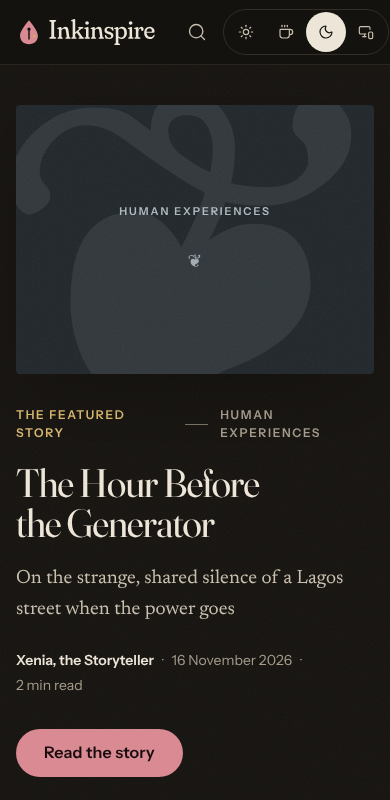 Inkinspire
HUMAN EXPERIENCES
❦
THE FEATURED STORY — HUMAN EXPERIENCES
The Hour Before
the Generator
On the strange, shared silence of a Lagos
street when the power goes
Xenia, the Storyteller · 16 November 2026 ·
2 min read
Read the story